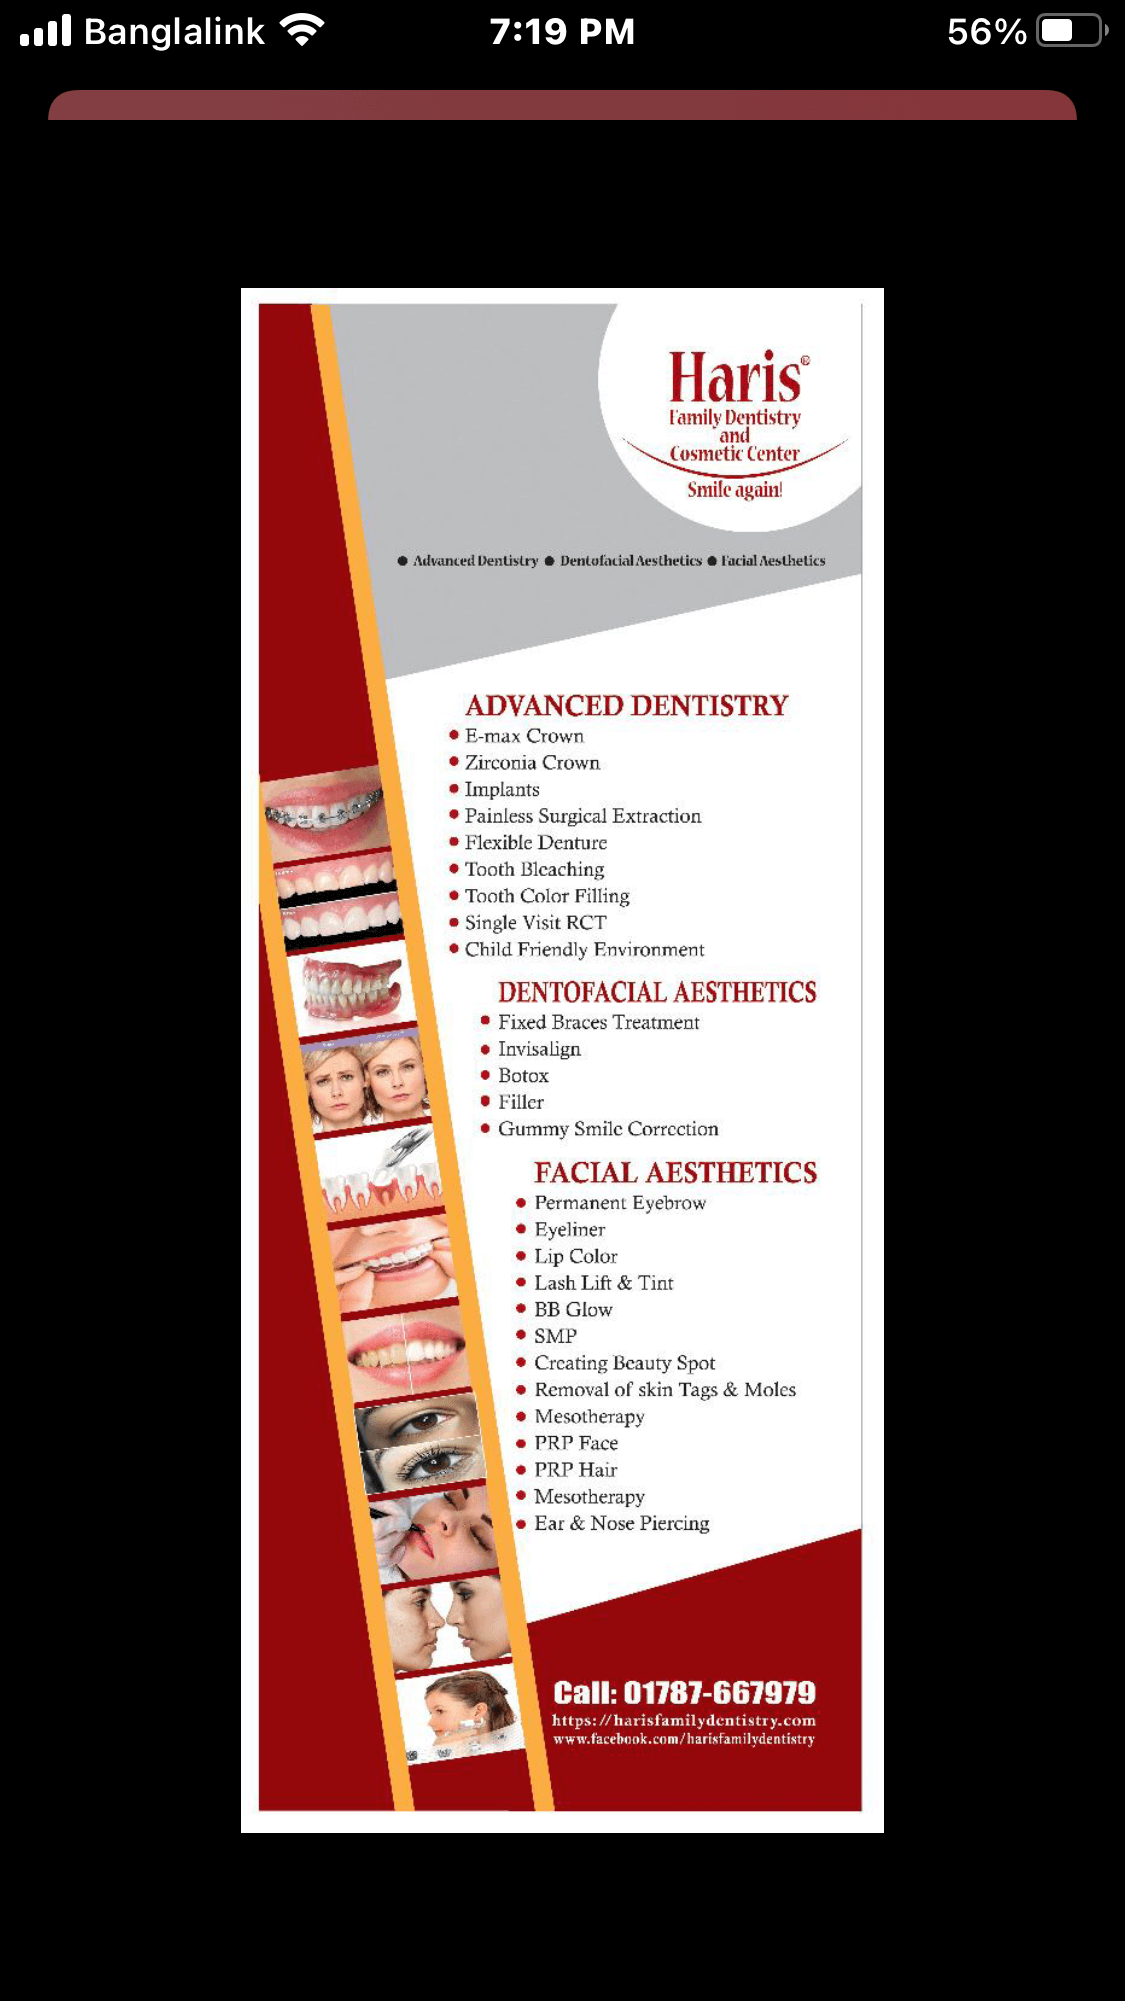 Banglalink
7:19 PM
56%
Haris®
Family Dentistry
and
Cosmetic Center
Smile again!
● Advanced Dentistry ● Dentofacial Aesthetics ● Facial Aesthetics
ADVANCED DENTISTRY
● E-max Crown
● Zirconia Crown
● Implants
● Painless Surgical Extraction
● Flexible Denture
● Tooth Bleaching
● Tooth Color Filling
● Single Visit RCT
● Child Friendly Environment
DENTOFACIAL AESTHETICS
● Fixed Braces Treatment
● Invisalign
● Botox
● Filler
● Gummy Smile Correction
FACIAL AESTHETICS
● Permanent Eyebrow
● Eyeliner
● Lip Color
● Lash Lift & Tint
● BB Glow
● SMP
● Creating Beauty Spot
● Removal of skin Tags & Moles
● Mesotherapy
● PRP Face
● PRP Hair
● Mesotherapy
● Ear & Nose Piercing
Call: 01787-667979
https://harisfamilydentistry.com
www.facebook.com/harisfamilydentistry